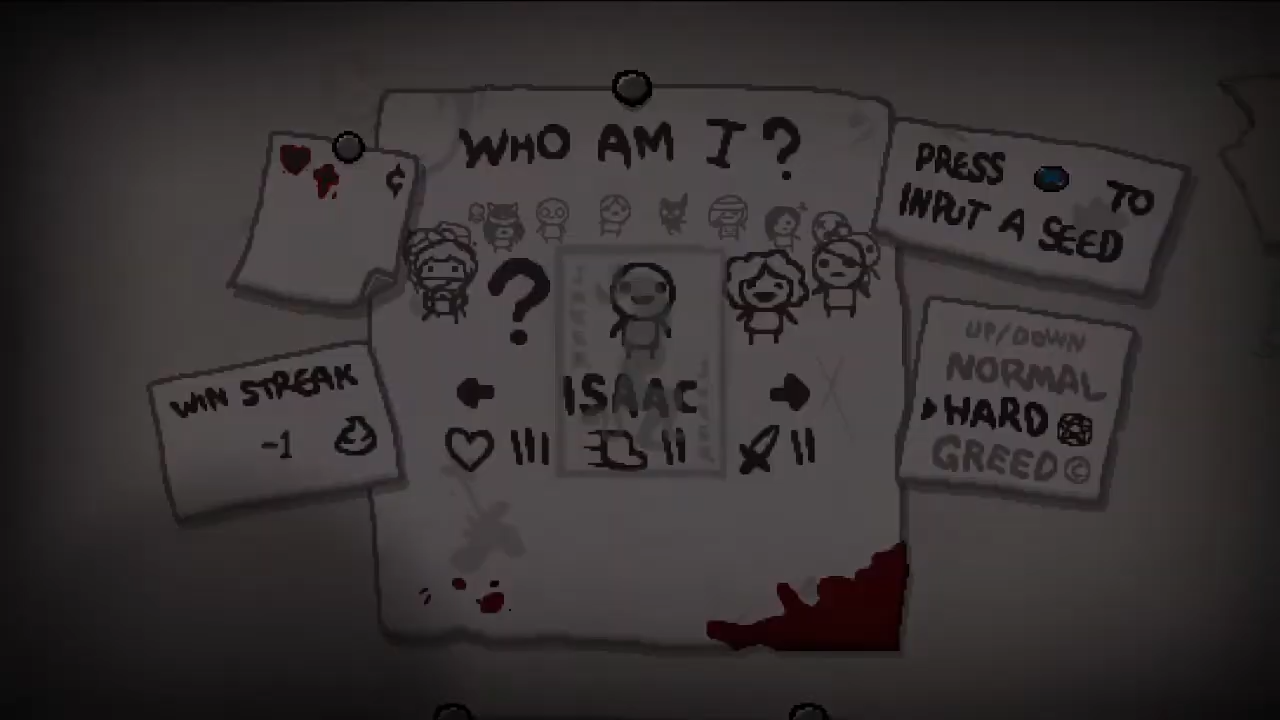 WHO AM I?
¢
PRESS TO
INPUT A SEED
?
ISAAC
WIN STREAK
-1
UP/DOWN
NORMAL
HARD
GREED ©